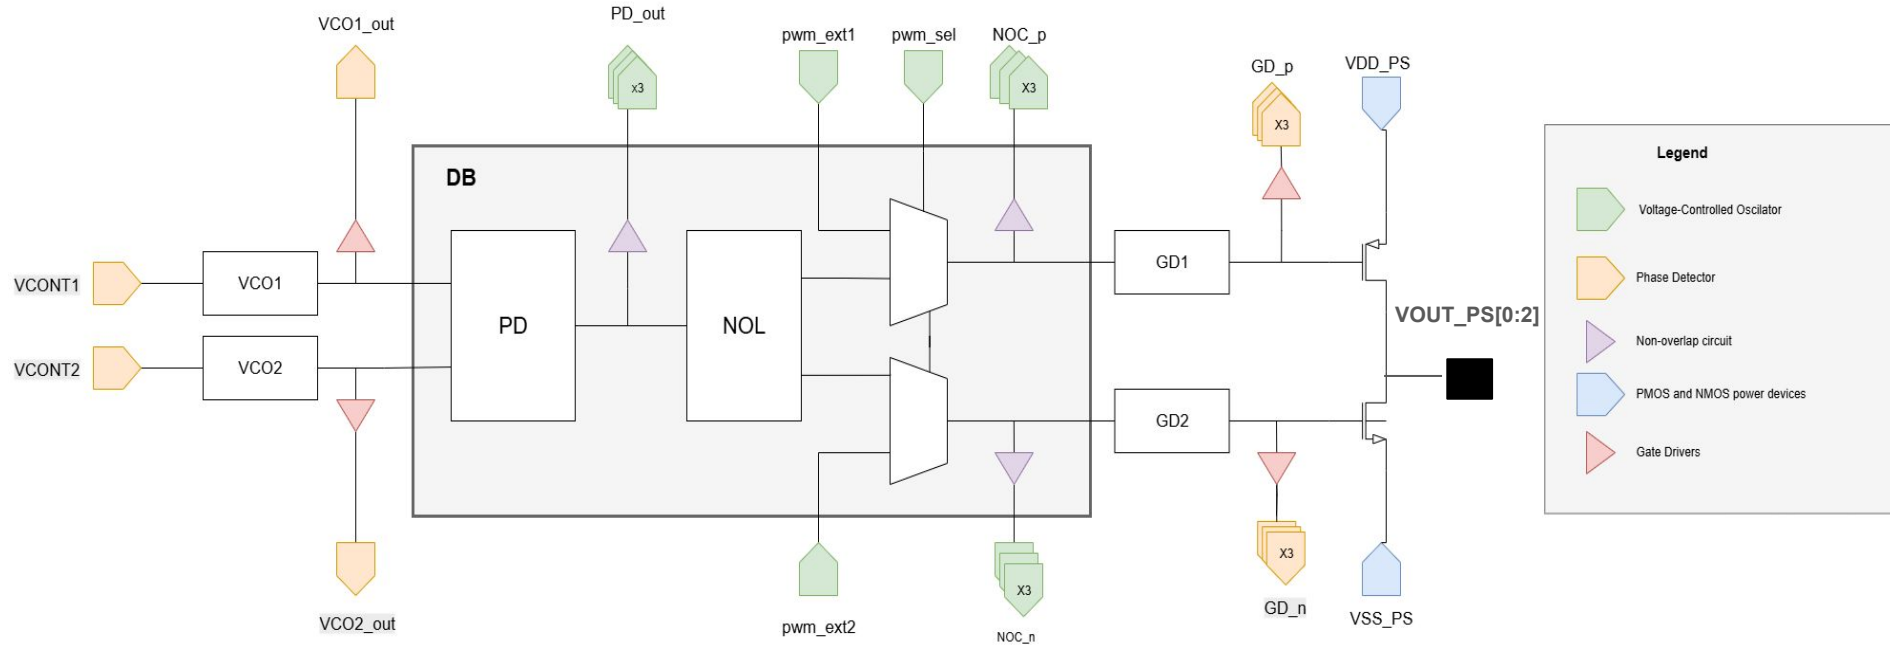 VCO1_out
PD_out
pwm_ext1
pwm_sel
NOC_p
GD_p
VDD_PS
x3
X3
X3
DB
Legend
Voltage-Controlled Oscilator
Phase Detector
Non-overlap circuit
PMOS and NMOS power devices
Gate Drivers
VCONT1
VCO1
PD
NOL
GD1
VOUT_PS[0:2]
VCONT2
VCO2
GD2
X3
X3
VCO2_out
pwm_ext2
NOC_n
GD_n
VSS_PS